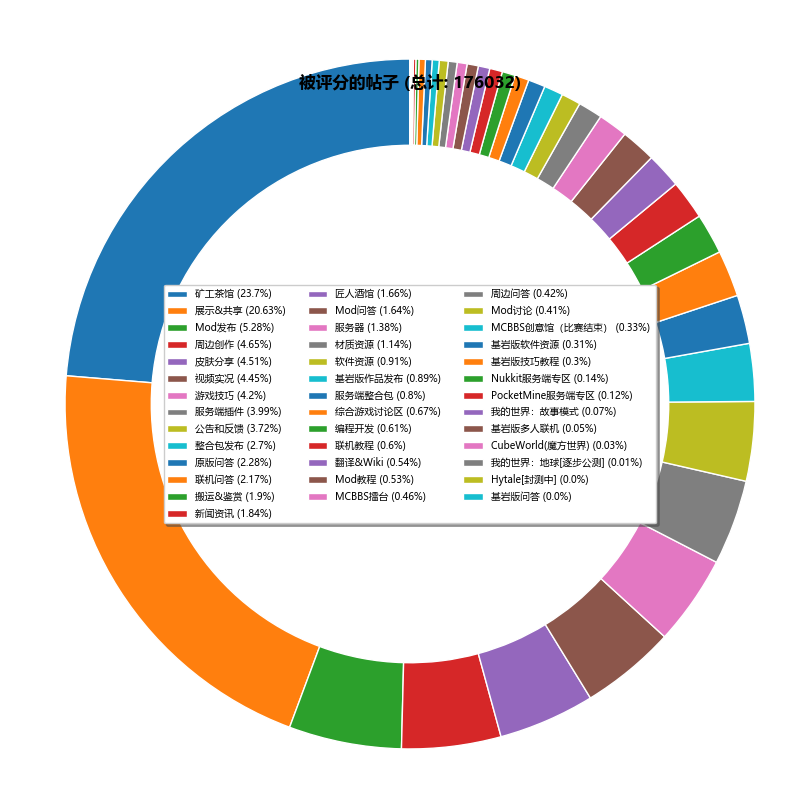 被评分的帖子 (总计: 176032)
矿工茶馆 (23.7%)
展示&共享 (20.63%)
Mod发布 (5.28%)
周边创作 (4.65%)
皮肤分享 (4.51%)
视频实况 (4.45%)
游戏技巧 (4.2%)
服务端插件 (3.99%)
公告和反馈 (3.72%)
整合包发布 (2.7%)
原版问答 (2.28%)
联机问答 (2.17%)
搬运&鉴赏 (1.9%)
新闻资讯 (1.84%)
匠人酒馆 (1.66%)
Mod问答 (1.64%)
服务器 (1.38%)
材质资源 (1.14%)
软件资源 (0.91%)
基岩版作品发布 (0.89%)
服务端整合包 (0.8%)
综合游戏讨论区 (0.67%)
编程开发 (0.61%)
联机教程 (0.6%)
翻译&Wiki (0.54%)
Mod教程 (0.53%)
MCBBS擂台 (0.46%)
周边问答 (0.42%)
Mod讨论 (0.41%)
MCBBS创意馆（比赛结束） (0.33%)
基岩版软件资源 (0.31%)
基岩版技巧教程 (0.3%)
Nukkit服务端专区 (0.14%)
PocketMine服务端专区 (0.12%)
我的世界：故事模式 (0.07%)
基岩版多人联机 (0.05%)
CubeWorld(魔方世界) (0.03%)
我的世界：地球[逐步公测] (0.01%)
Hytale[封测中] (0.0%)
基岩版问答 (0.0%)